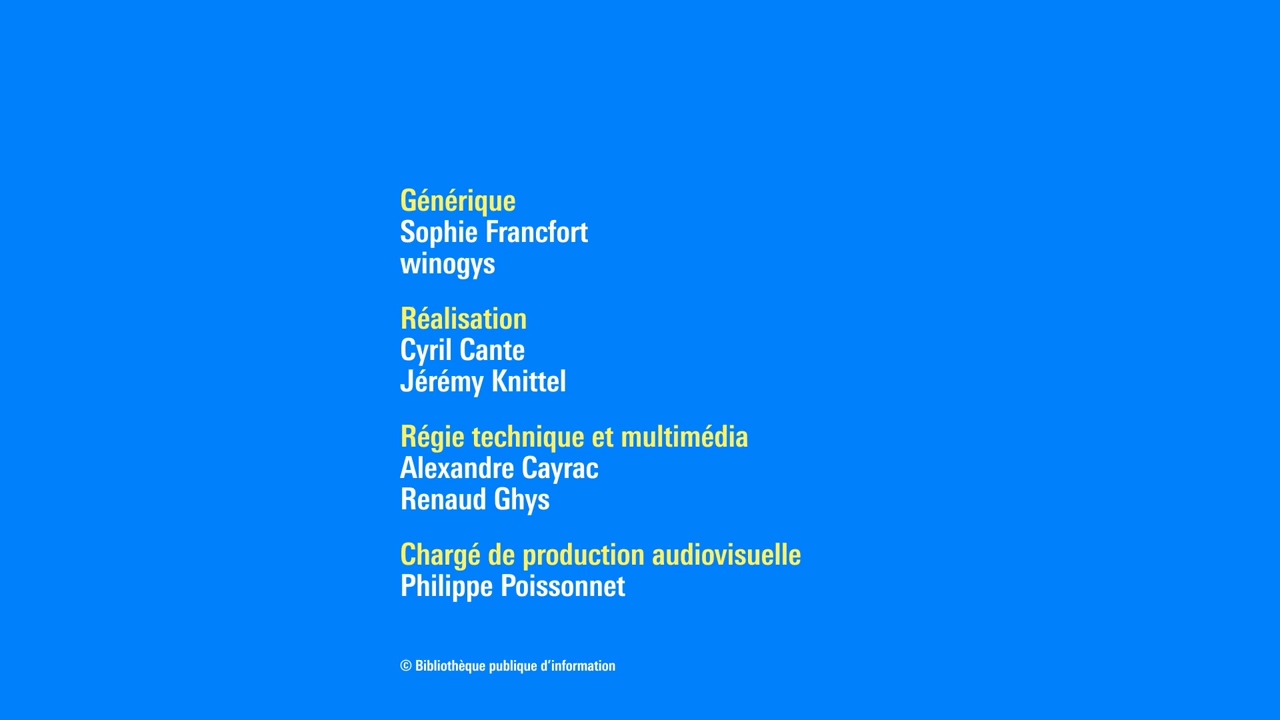 Générique
Sophie Francfort
winogys
Réalisation
Cyril Cante
Jérémy Knittel
Régie technique et multimédia
Alexandre Cayrac
Renaud Ghys
Chargé de production audiovisuelle
Philippe Poissonnet
© Bibliothèque publique d’information